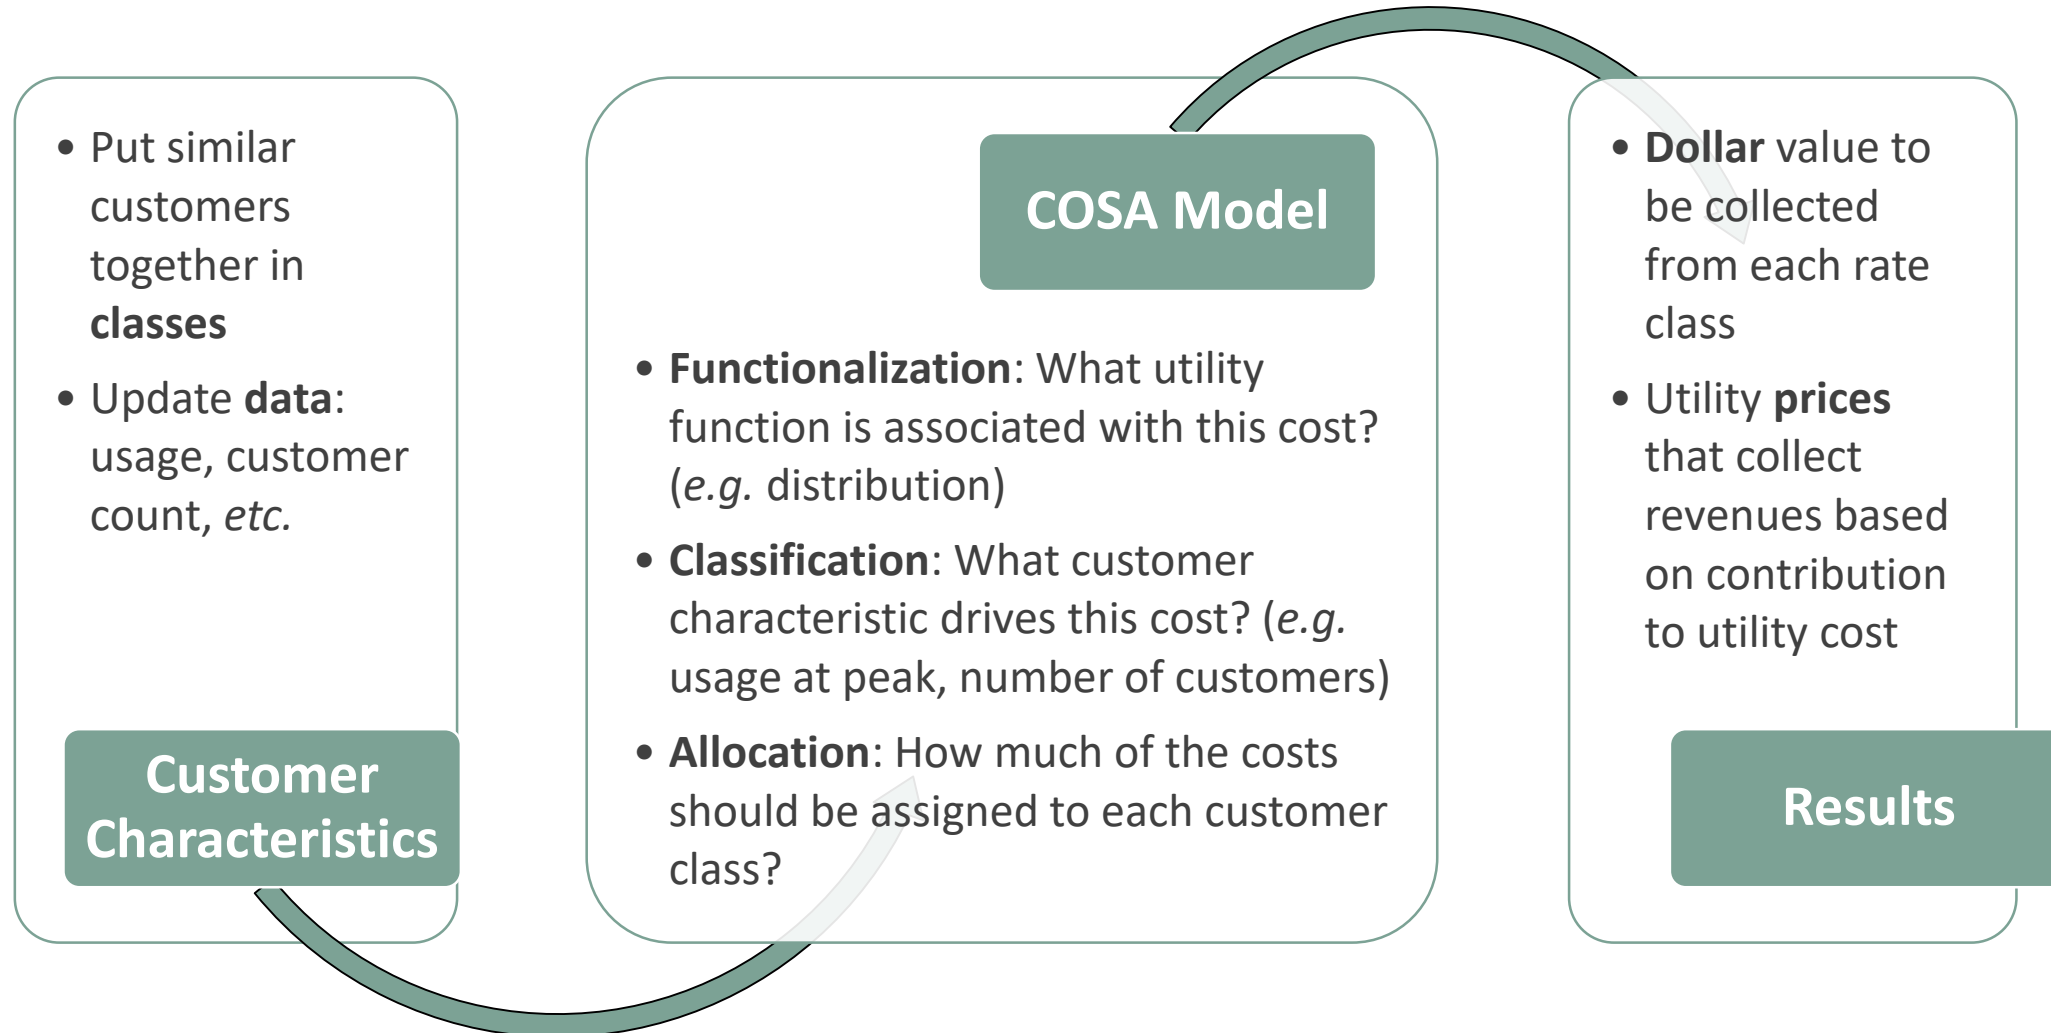 • Put similar
customers
together in
classes
• Update data:
usage, customer
count, etc.
Customer
Characteristics
COSA Model
• Functionalization: What utility
function is associated with this cost?
(e.g. distribution)
• Classification: What customer
characteristic drives this cost? (e.g.
usage at peak, number of customers)
• Allocation: How much of the costs
should be assigned to each customer
class?
• Dollar value to
be collected
from each rate
class
• Utility prices
that collect
revenues based
on contribution
to utility cost
Results